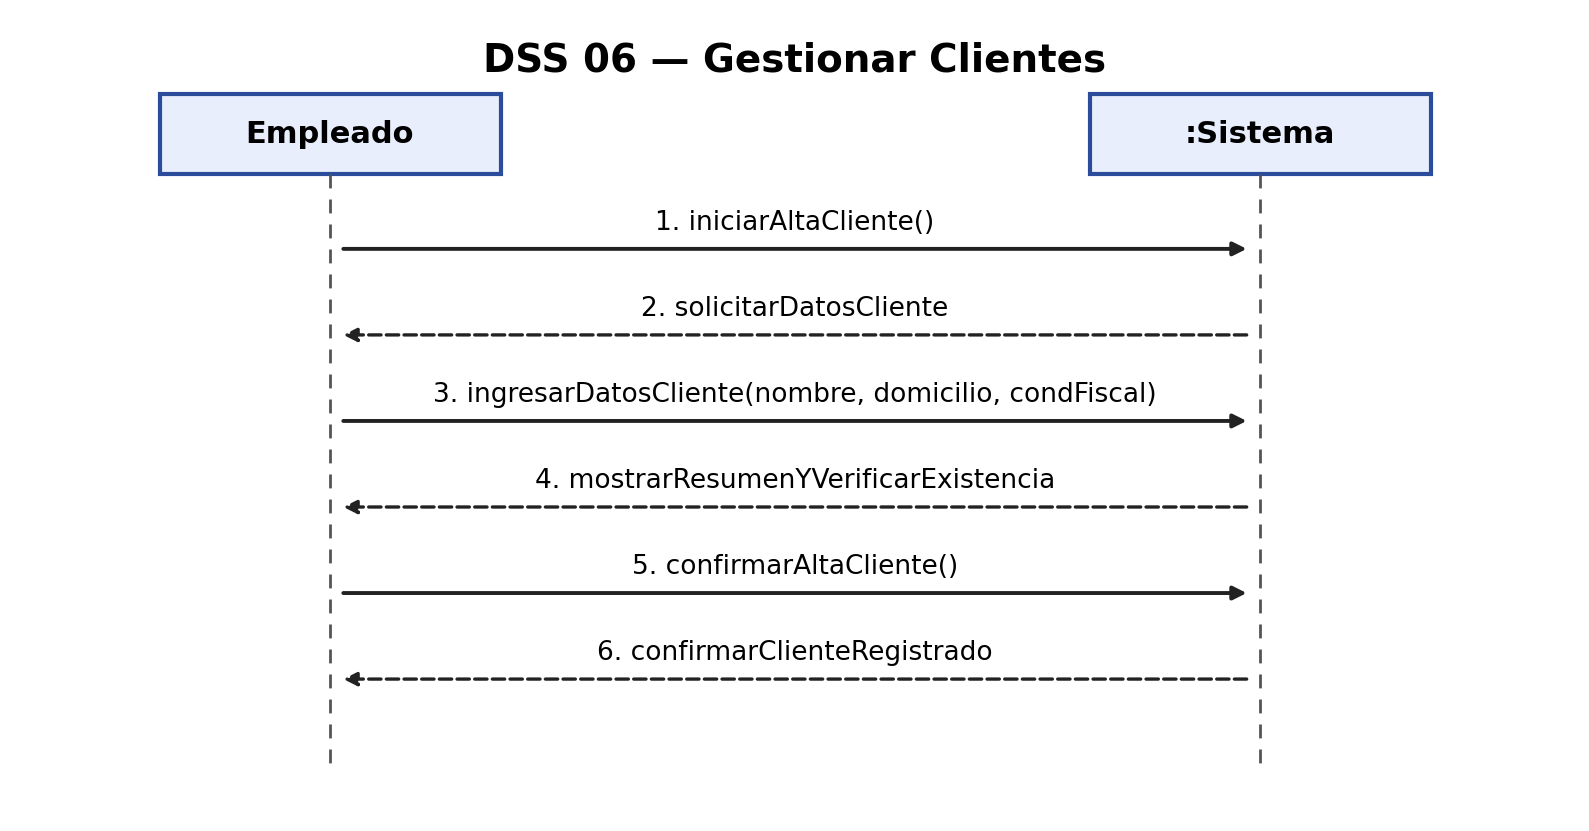 DSS 06 — Gestionar Clientes
Empleado
:Sistema
1. iniciarAltaCliente()
2. solicitarDatosCliente
3. ingresarDatosCliente(nombre, domicilio, condFiscal)
4. mostrarResumenYVerificarExistencia
5. confirmarAltaCliente()
6. confirmarClienteRegistrado